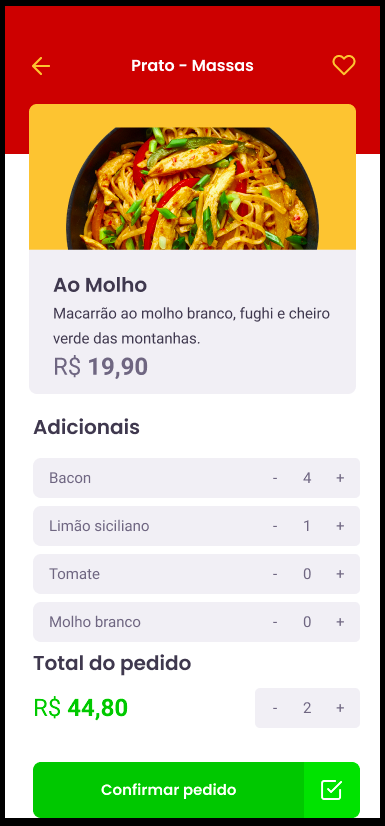 Prato - Massas
Ao Molho
Macarrão ao molho branco, fughi e cheiro
verde das montanhas.
R$ 19,90
Adicionais
Bacon - 4 +
Limão siciliano - 1 +
Tomate - 0 +
Molho branco - 0 +
Total do pedido
R$ 44,80 - 2 +
Confirmar pedido